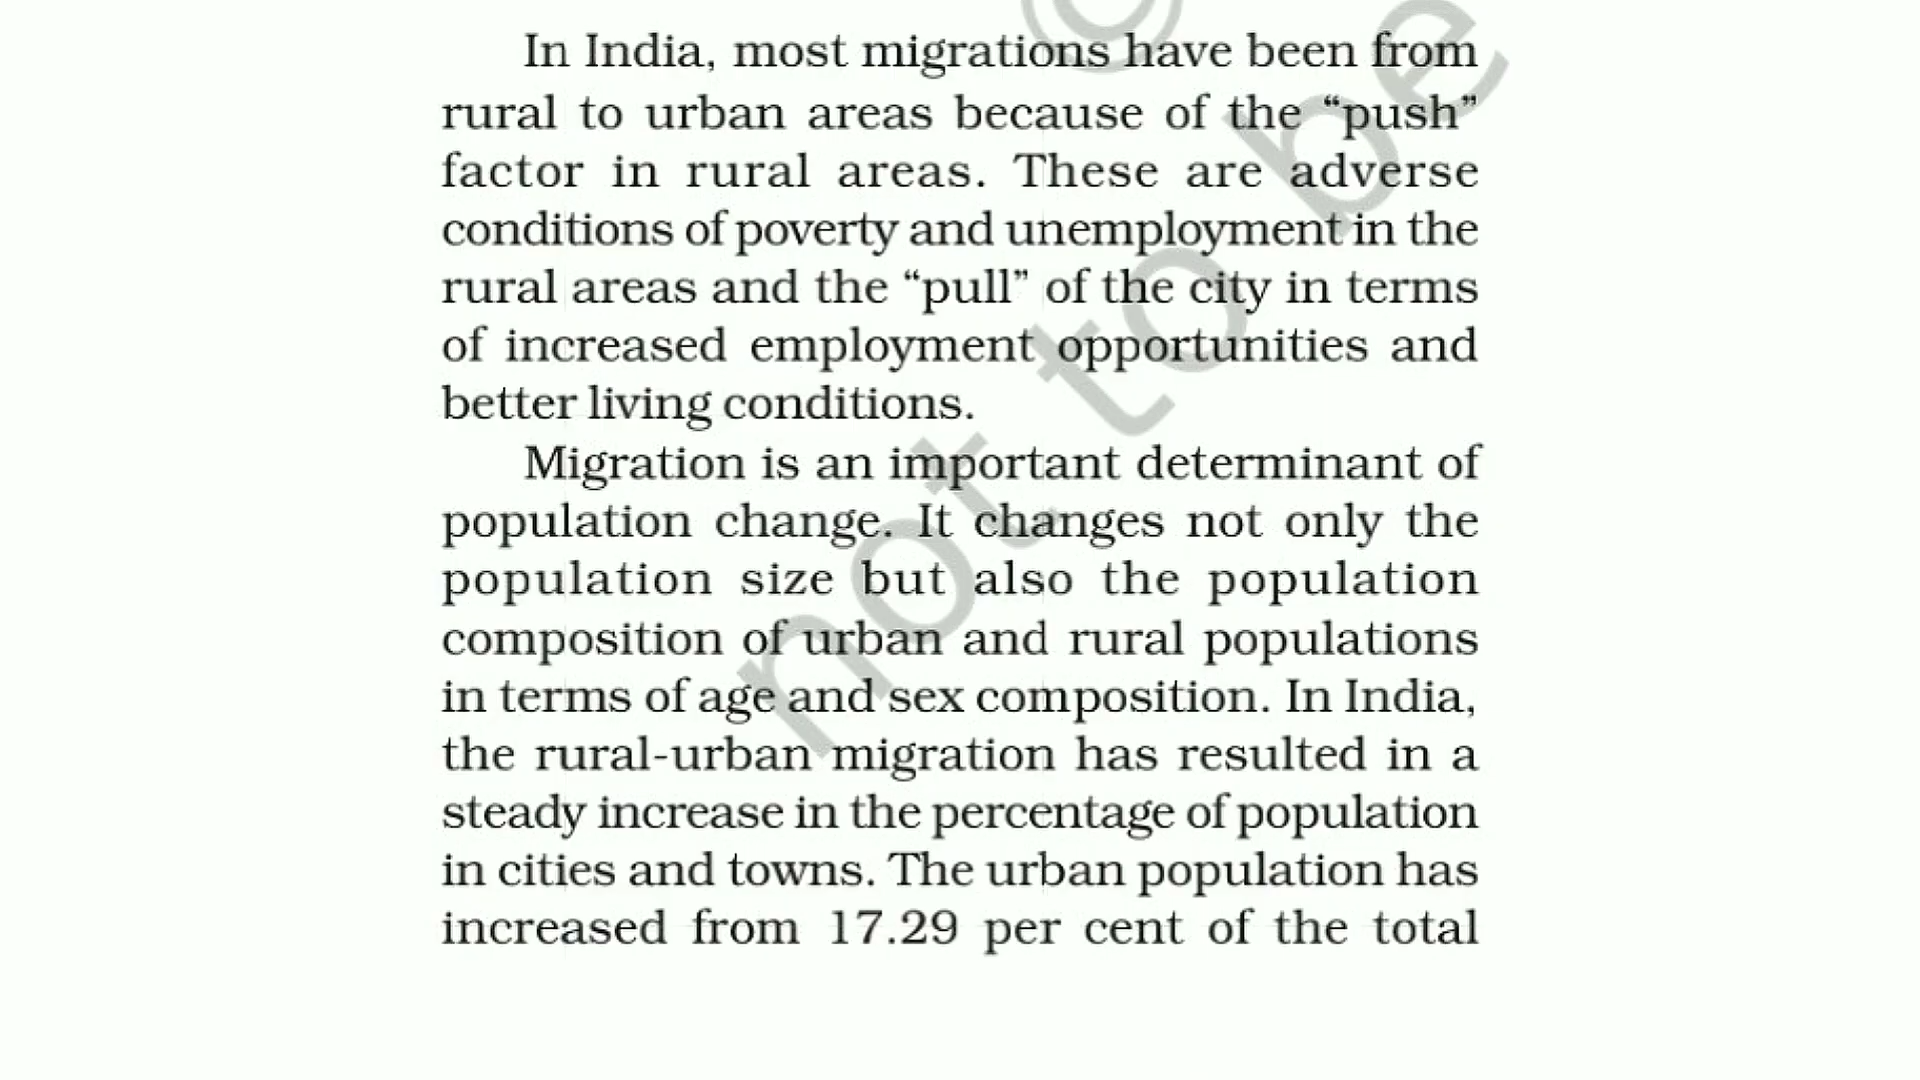 In India, most migrations have been from
rural to urban areas because of the “push”
factor in rural areas. These are adverse
conditions of poverty and unemployment in the
rural areas and the “pull” of the city in terms
of increased employment opportunities and
better living conditions.
Migration is an important determinant of
population change. It changes not only the
population size but also the population
composition of urban and rural populations
in terms of age and sex composition. In India,
the rural-urban migration has resulted in a
steady increase in the percentage of population
in cities and towns. The urban population has
increased from 17.29 per cent of the total
©
not to be